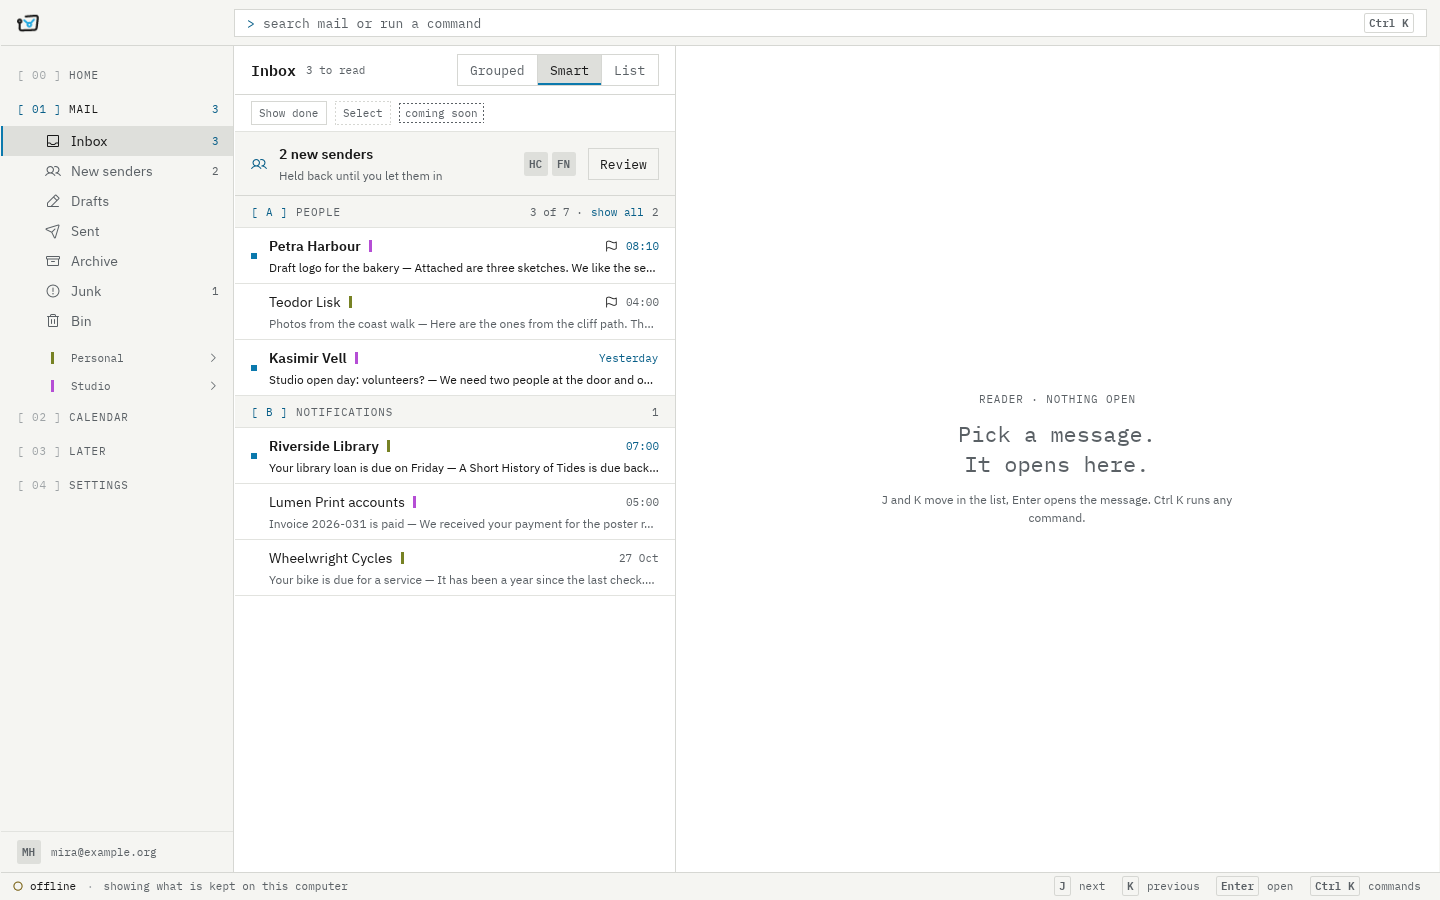 > search mail or run a command Ctrl K
[ 00 ] HOME
[ 01 ] MAIL 3
Inbox 3
New senders 2
Drafts
Sent
Archive
Junk 1
Bin
Personal
Studio
[ 02 ] CALENDAR
[ 03 ] LATER
[ 04 ] SETTINGS
MH mira@example.org
Inbox 3 to read Grouped Smart List
Show done Select coming soon
2 new senders
Held back until you let them in
HC FN Review
[ A ] PEOPLE 3 of 7 · show all 2
Petra Harbour 08:10
Draft logo for the bakery — Attached are three sketches. We like the se…
Teodor Lisk 04:00
Photos from the coast walk — Here are the ones from the cliff path. Th…
Kasimir Vell Yesterday
Studio open day: volunteers? — We need two people at the door and o…
[ B ] NOTIFICATIONS 1
Riverside Library 07:00
Your library loan is due on Friday — A Short History of Tides is due back…
Lumen Print accounts 05:00
Invoice 2026-031 is paid — We received your payment for the poster r…
Wheelwright Cycles 27 Oct
Your bike is due for a service — It has been a year since the last check.…
READER · NOTHING OPEN
Pick a message.
It opens here.
J and K move in the list, Enter opens the message. Ctrl K runs any
command.
offline · showing what is kept on this computer
J next K previous Enter open Ctrl K commands